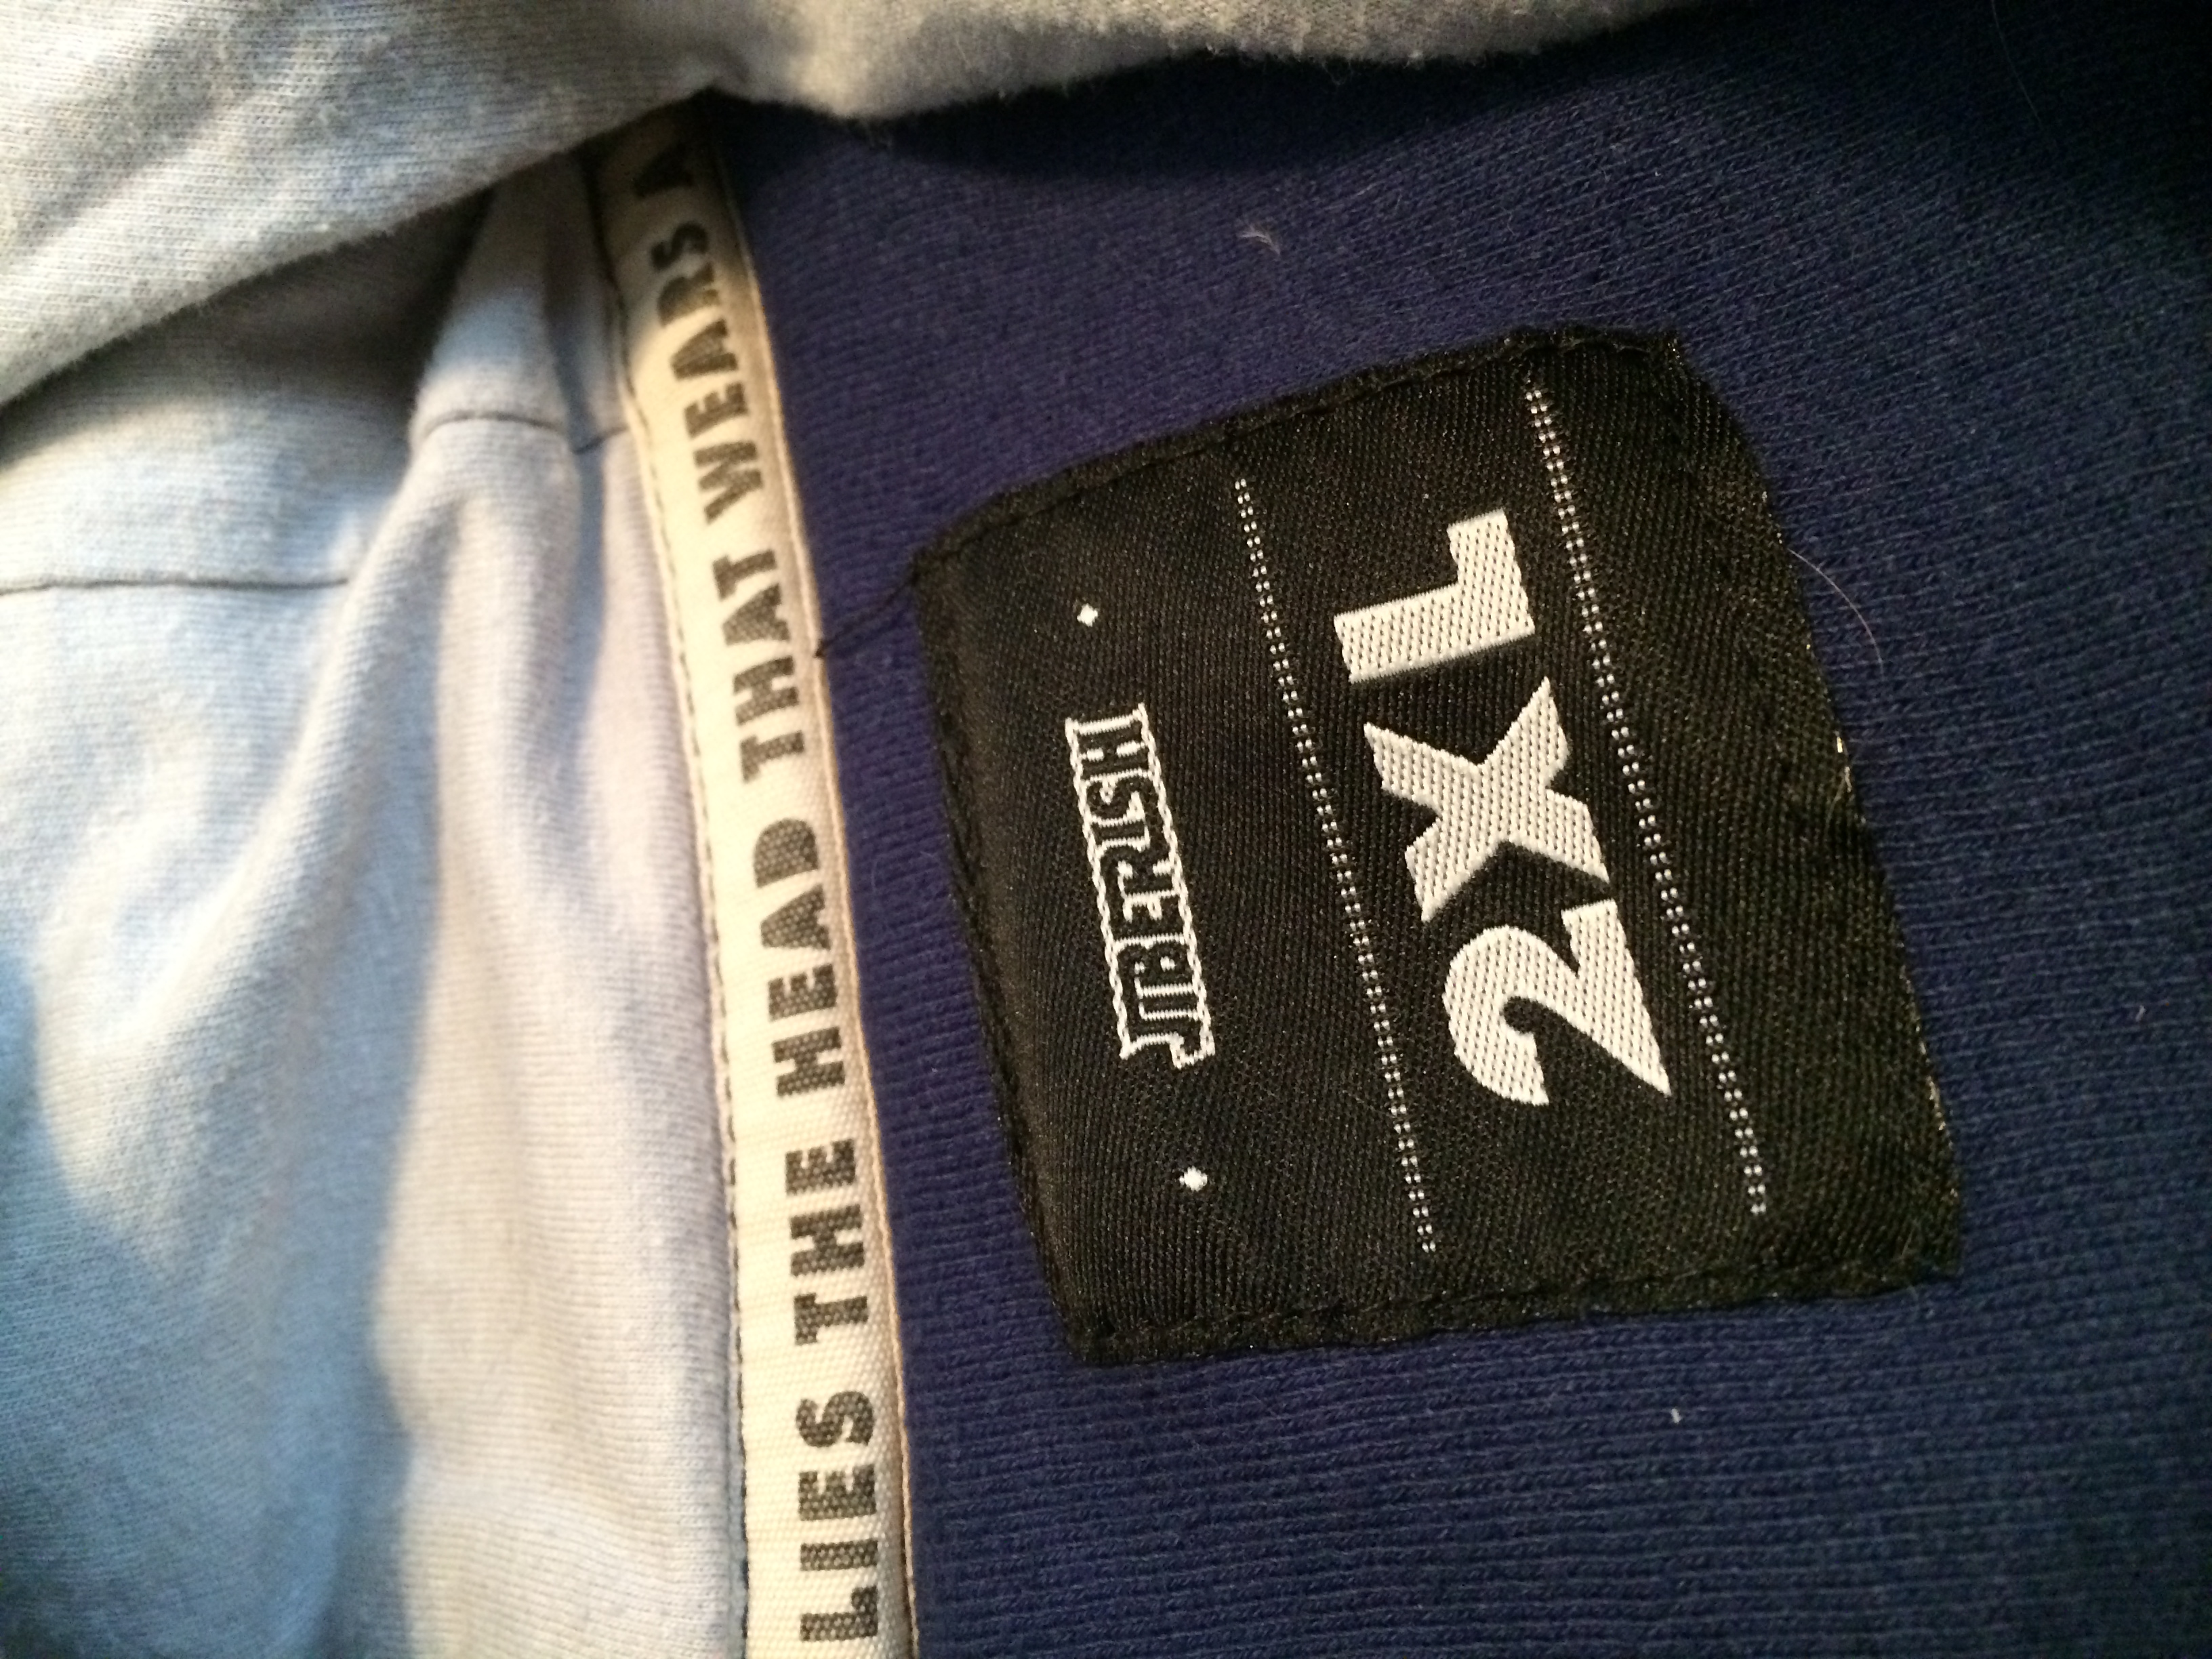 LIES THE HEAD THAT WEARS A
JIBERISH
2XL